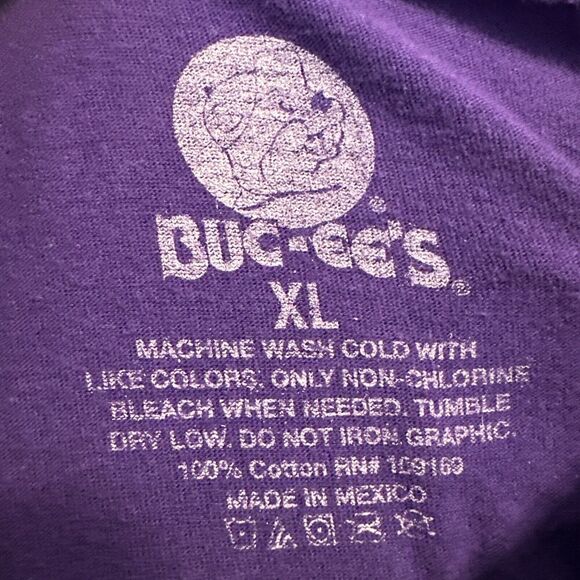 ®
BUC-EE'S®
XL
MACHINE WASH COLD WITH
LIKE COLORS. ONLY NON-CHLORINE
BLEACH WHEN NEEDED. TUMBLE
DRY LOW. DO NOT IRON GRAPHIC.
100% Cotton RN# 159169
MADE IN MEXICO